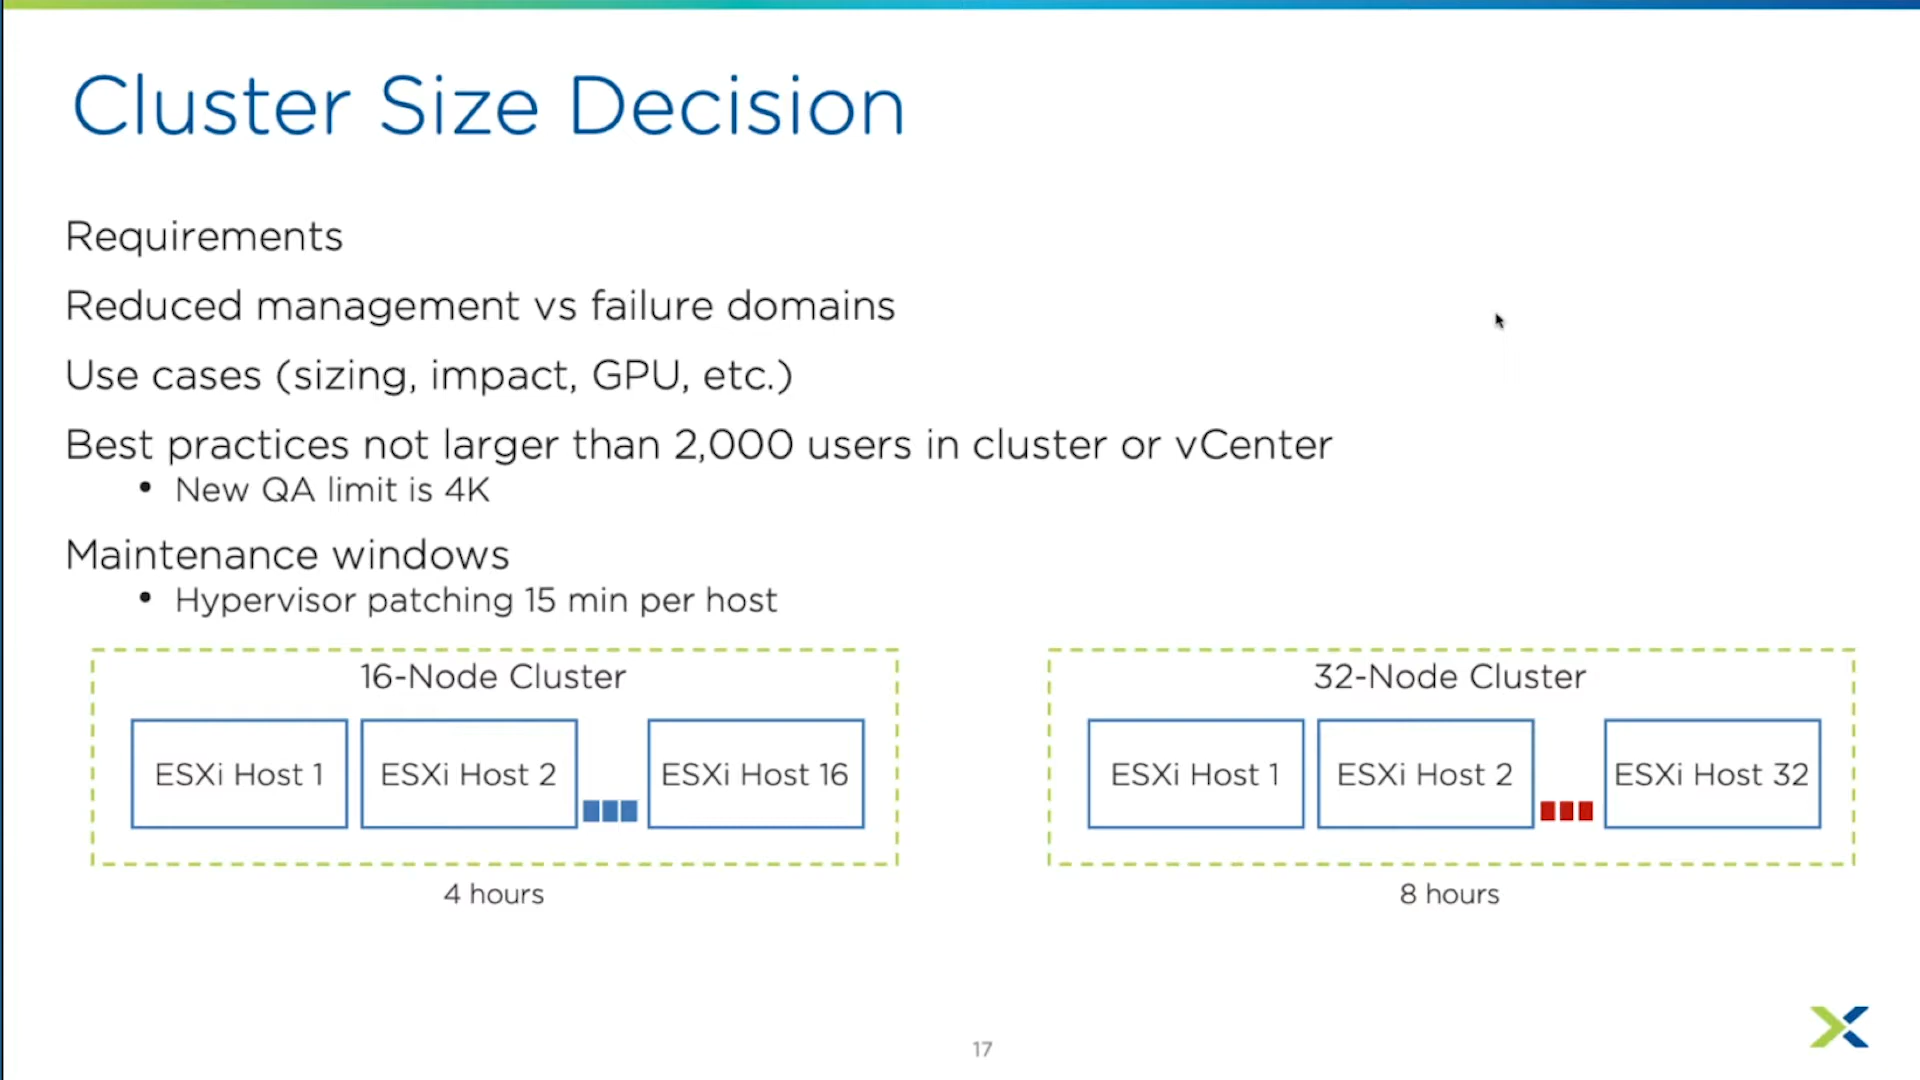 Cluster Size Decision
Requirements
Reduced management vs failure domains
Use cases (sizing, impact, GPU, etc.)
Best practices not larger than 2,000 users in cluster or vCenter
• New QA limit is 4K
Maintenance windows
• Hypervisor patching 15 min per host
16-Node Cluster
ESXi Host 1
ESXi Host 2
ESXi Host 16
4 hours
32-Node Cluster
ESXi Host 1
ESXi Host 2
ESXi Host 32
8 hours
17